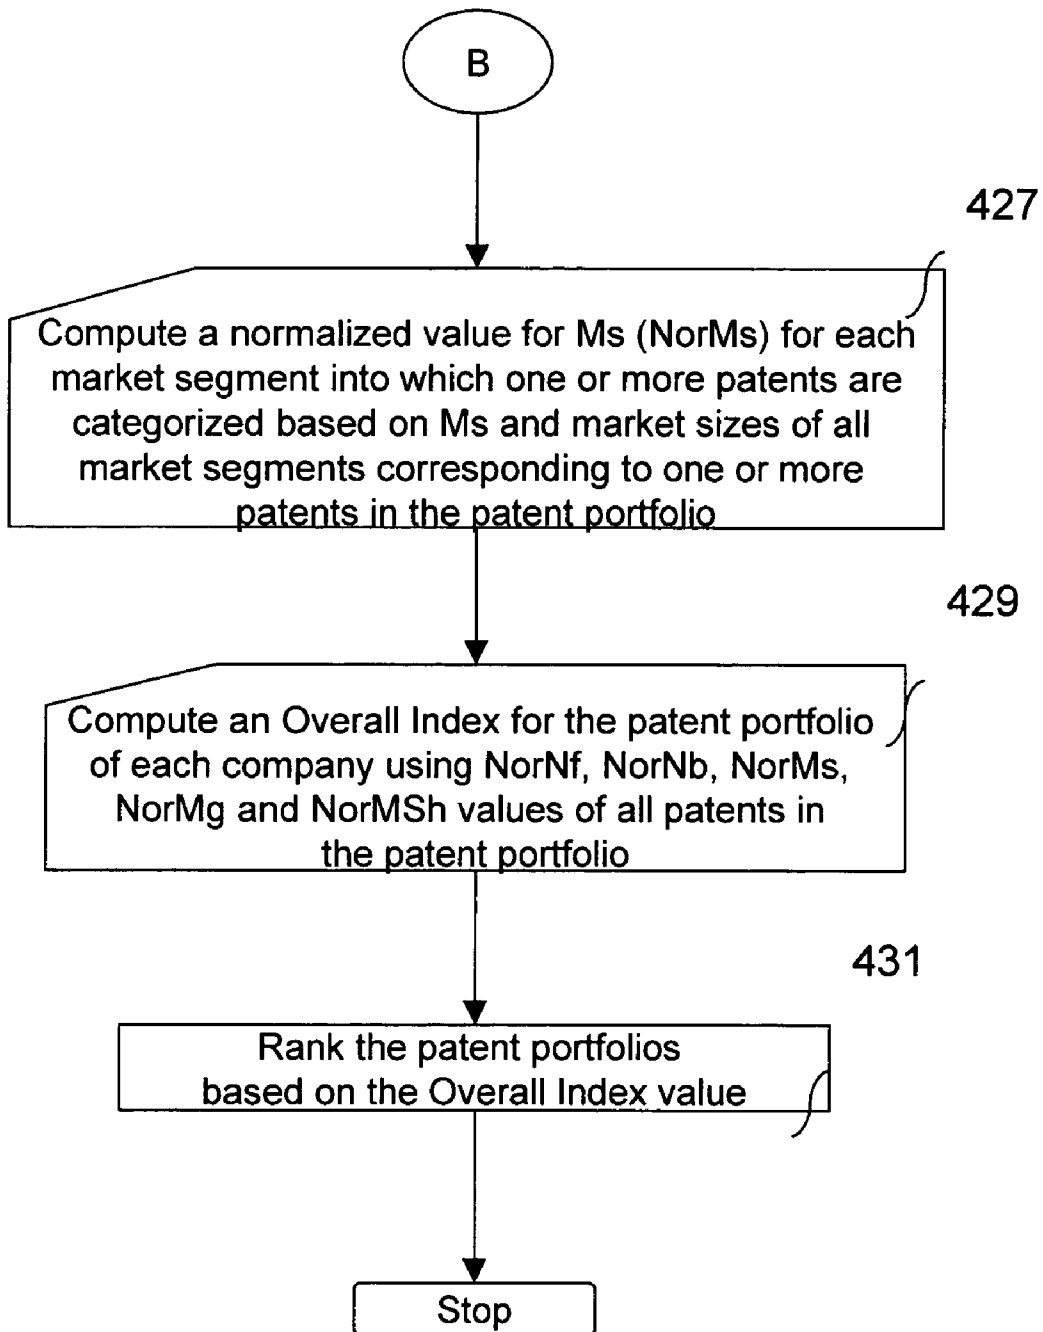 B
427
Compute a normalized value for Ms (NorMs) for each
market segment into which one or more patents are
categorized based on Ms and market sizes of all
market segments corresponding to one or more
patents in the patent portfolio
429
Compute an Overall Index for the patent portfolio
of each company using NorNf, NorNb, NorMs,
NorMg and NorMSh values of all patents in
the patent portfolio
431
Rank the patent portfolios
based on the Overall Index value
Stop